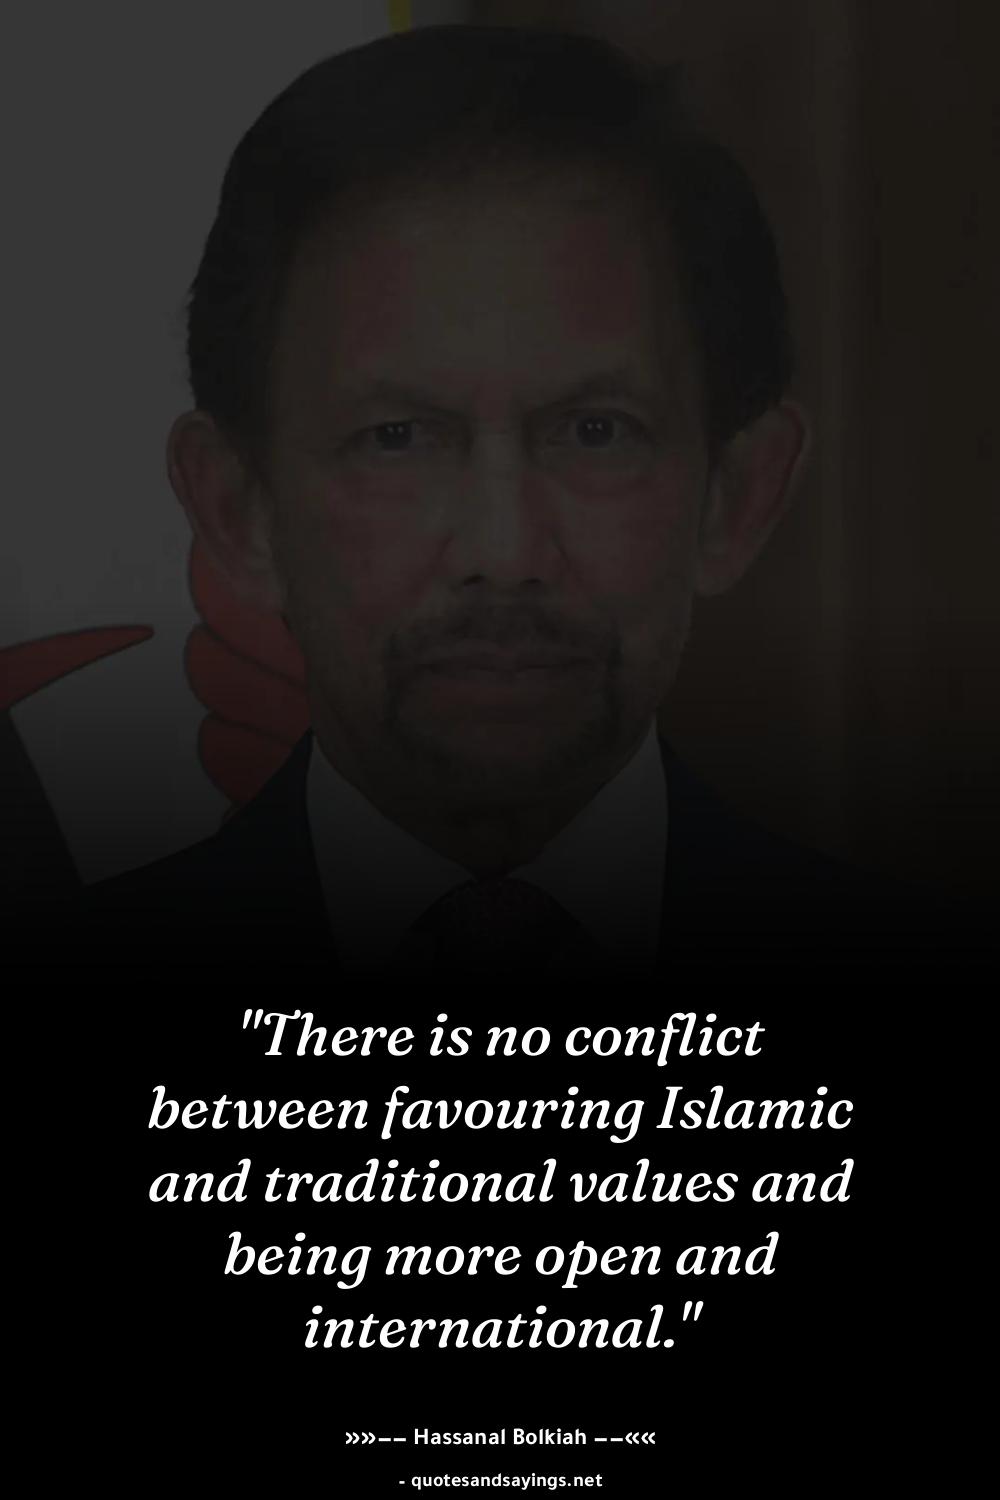 "There is no conflict
between favouring Islamic
and traditional values and
being more open and
international."
»»−− Hassanal Bolkiah −−««
- quotesandsayings.net